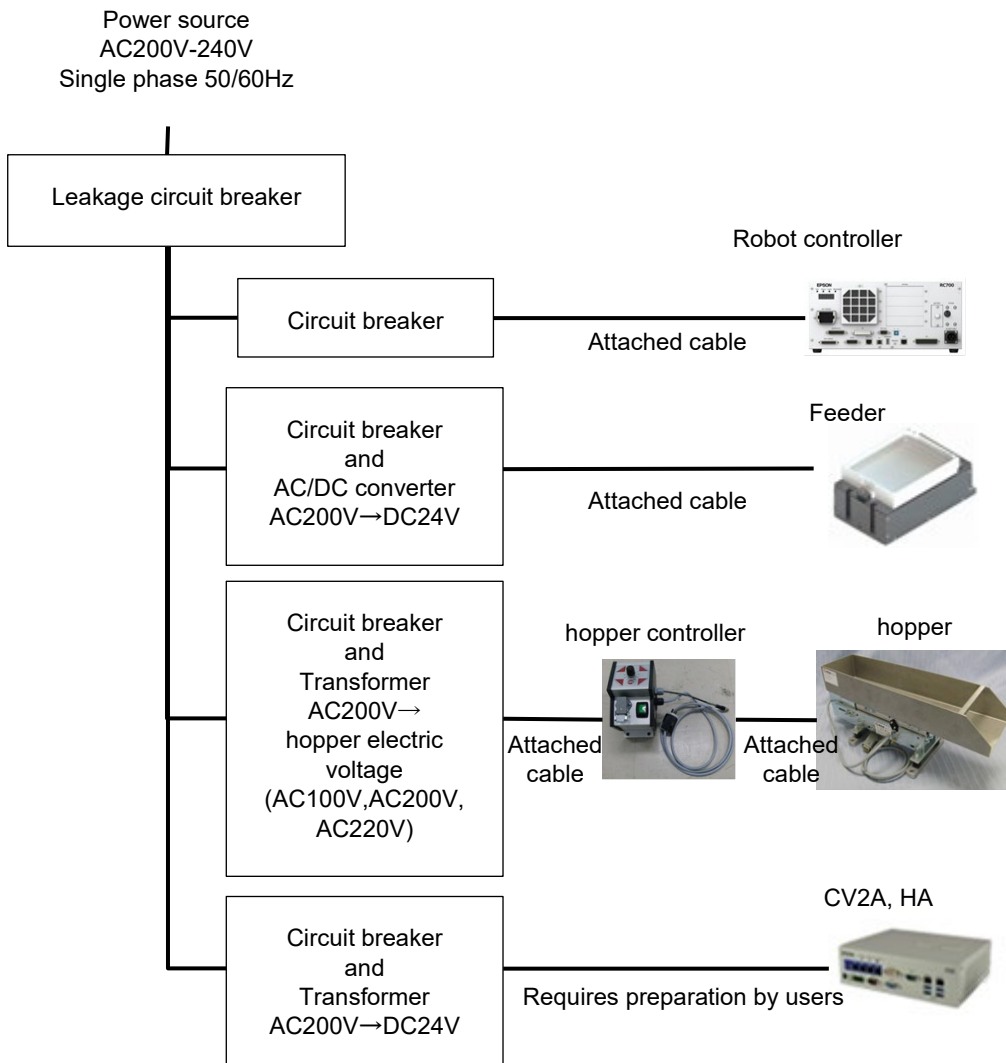 Power source
AC200V-240V
Single phase 50/60Hz
Leakage circuit breaker
Robot controller
EPSON
RC700
Circuit breaker
Attached cable
Feeder
Circuit breaker
and
AC/DC converter
AC200V→DC24V
Attached cable
Circuit breaker
and
Transformer
AC200V→
hopper electric
voltage
(AC100V,AC200V,
AC220V)
hopper controller
hopper
Attached
cable
Attached
cable
CV2A, HA
Circuit breaker
and
Transformer
AC200V→DC24V
Requires preparation by users